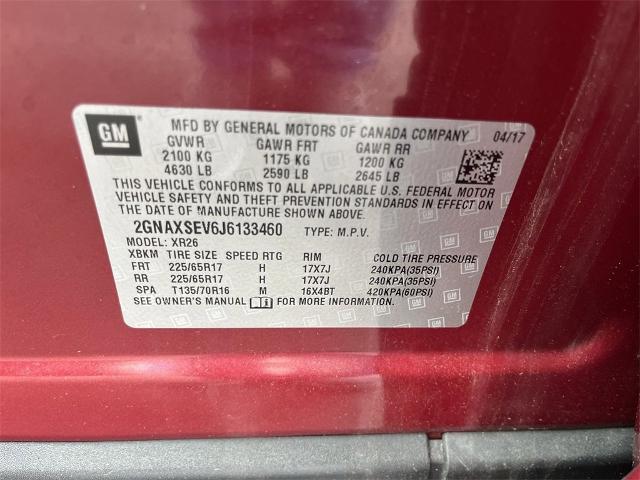 GM MFD BY GENERAL MOTORS OF CANADA COMPANY 04/17
GVWR GAWR FRT GAWR RR
2100 KG 1175 KG 1200 KG
4630 LB 2590 LB 2645 LB
THIS VEHICLE CONFORMS TO ALL APPLICABLE U.S. FEDERAL MOTOR
VEHICLE SAFETY AND THEFT PREVENTION STANDARDS IN EFFECT ON
THE DATE OF MANUFACTURE SHOWN ABOVE.
2GNAXSEV6J6133460 TYPE: M.P.V.
MODEL: XR26
XBKM TIRE SIZE SPEED RTG RIM COLD TIRE PRESSURE
FRT 225/65R17 H 17X7J 240KPA(35PSI)
RR 225/65R17 H 17X7J 240KPA(35PSI)
SPA T135/70R16 M 16X4BT 420KPA(60PSI)
SEE OWNER'S MANUAL FOR MORE INFORMATION.